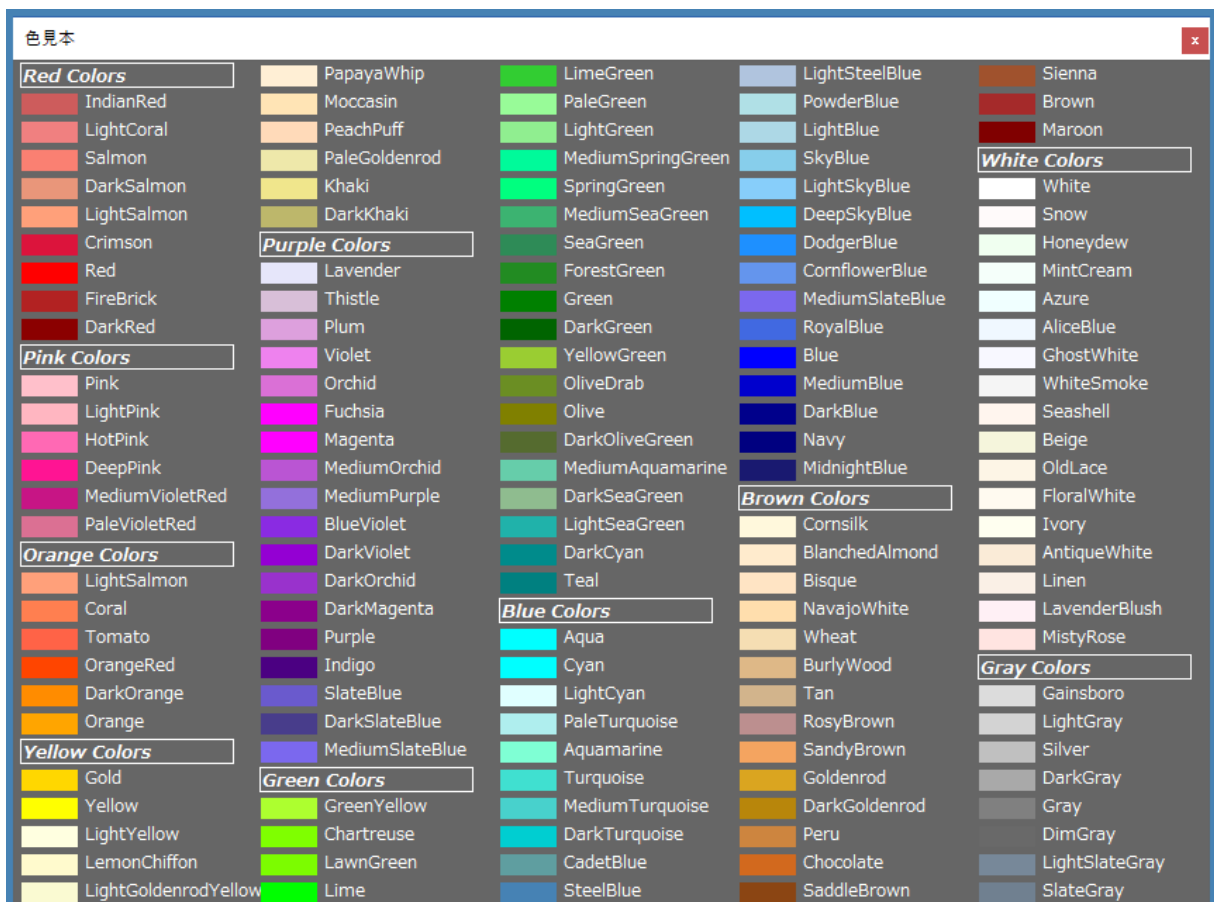 色見本
x
Red Colors
IndianRed
LightCoral
Salmon
DarkSalmon
LightSalmon
Crimson
Red
FireBrick
DarkRed
Pink Colors
Pink
LightPink
HotPink
DeepPink
MediumVioletRed
PaleVioletRed
Orange Colors
LightSalmon
Coral
Tomato
OrangeRed
DarkOrange
Orange
Yellow Colors
Gold
Yellow
LightYellow
LemonChiffon
LightGoldenrodYellow
PapayaWhip
Moccasin
PeachPuff
PaleGoldenrod
Khaki
DarkKhaki
Purple Colors
Lavender
Thistle
Plum
Violet
Orchid
Fuchsia
Magenta
MediumOrchid
MediumPurple
BlueViolet
DarkViolet
DarkOrchid
DarkMagenta
Purple
Indigo
SlateBlue
DarkSlateBlue
MediumSlateBlue
Green Colors
GreenYellow
Chartreuse
LawnGreen
Lime
LimeGreen
PaleGreen
LightGreen
MediumSpringGreen
SpringGreen
MediumSeaGreen
SeaGreen
ForestGreen
Green
DarkGreen
YellowGreen
OliveDrab
Olive
DarkOliveGreen
MediumAquamarine
DarkSeaGreen
LightSeaGreen
DarkCyan
Teal
Blue Colors
Aqua
Cyan
LightCyan
PaleTurquoise
Aquamarine
Turquoise
MediumTurquoise
DarkTurquoise
CadetBlue
SteelBlue
LightSteelBlue
PowderBlue
LightBlue
SkyBlue
LightSkyBlue
DeepSkyBlue
DodgerBlue
CornflowerBlue
MediumSlateBlue
RoyalBlue
Blue
MediumBlue
DarkBlue
Navy
MidnightBlue
Brown Colors
Cornsilk
BlanchedAlmond
Bisque
NavajoWhite
Wheat
BurlyWood
Tan
RosyBrown
SandyBrown
Goldenrod
DarkGoldenrod
Peru
Chocolate
SaddleBrown
Sienna
Brown
Maroon
White Colors
White
Snow
Honeydew
MintCream
Azure
AliceBlue
GhostWhite
WhiteSmoke
Seashell
Beige
OldLace
FloralWhite
Ivory
AntiqueWhite
Linen
LavenderBlush
MistyRose
Gray Colors
Gainsboro
LightGray
Silver
DarkGray
Gray
DimGray
LightSlateGray
SlateGray